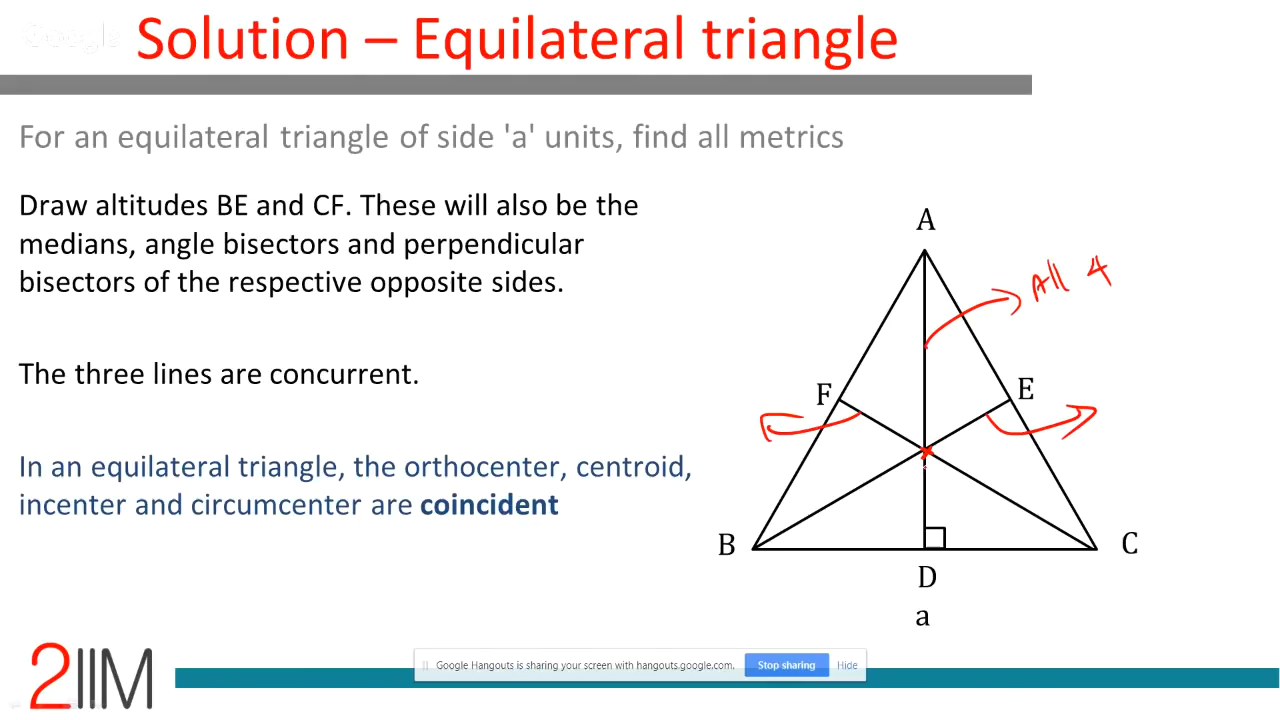 Google
Solution – Equilateral triangle
For an equilateral triangle of side 'a' units, find all metrics
Draw altitudes BE and CF. These will also be the
medians, angle bisectors and perpendicular
bisectors of the respective opposite sides.
The three lines are concurrent.
In an equilateral triangle, the orthocenter, centroid,
incenter and circumcenter are coincident
A
All 4
F
E
B
C
D
a
2IIM
Google Hangouts is sharing your screen with hangouts.google.com.
Stop sharing
Hide